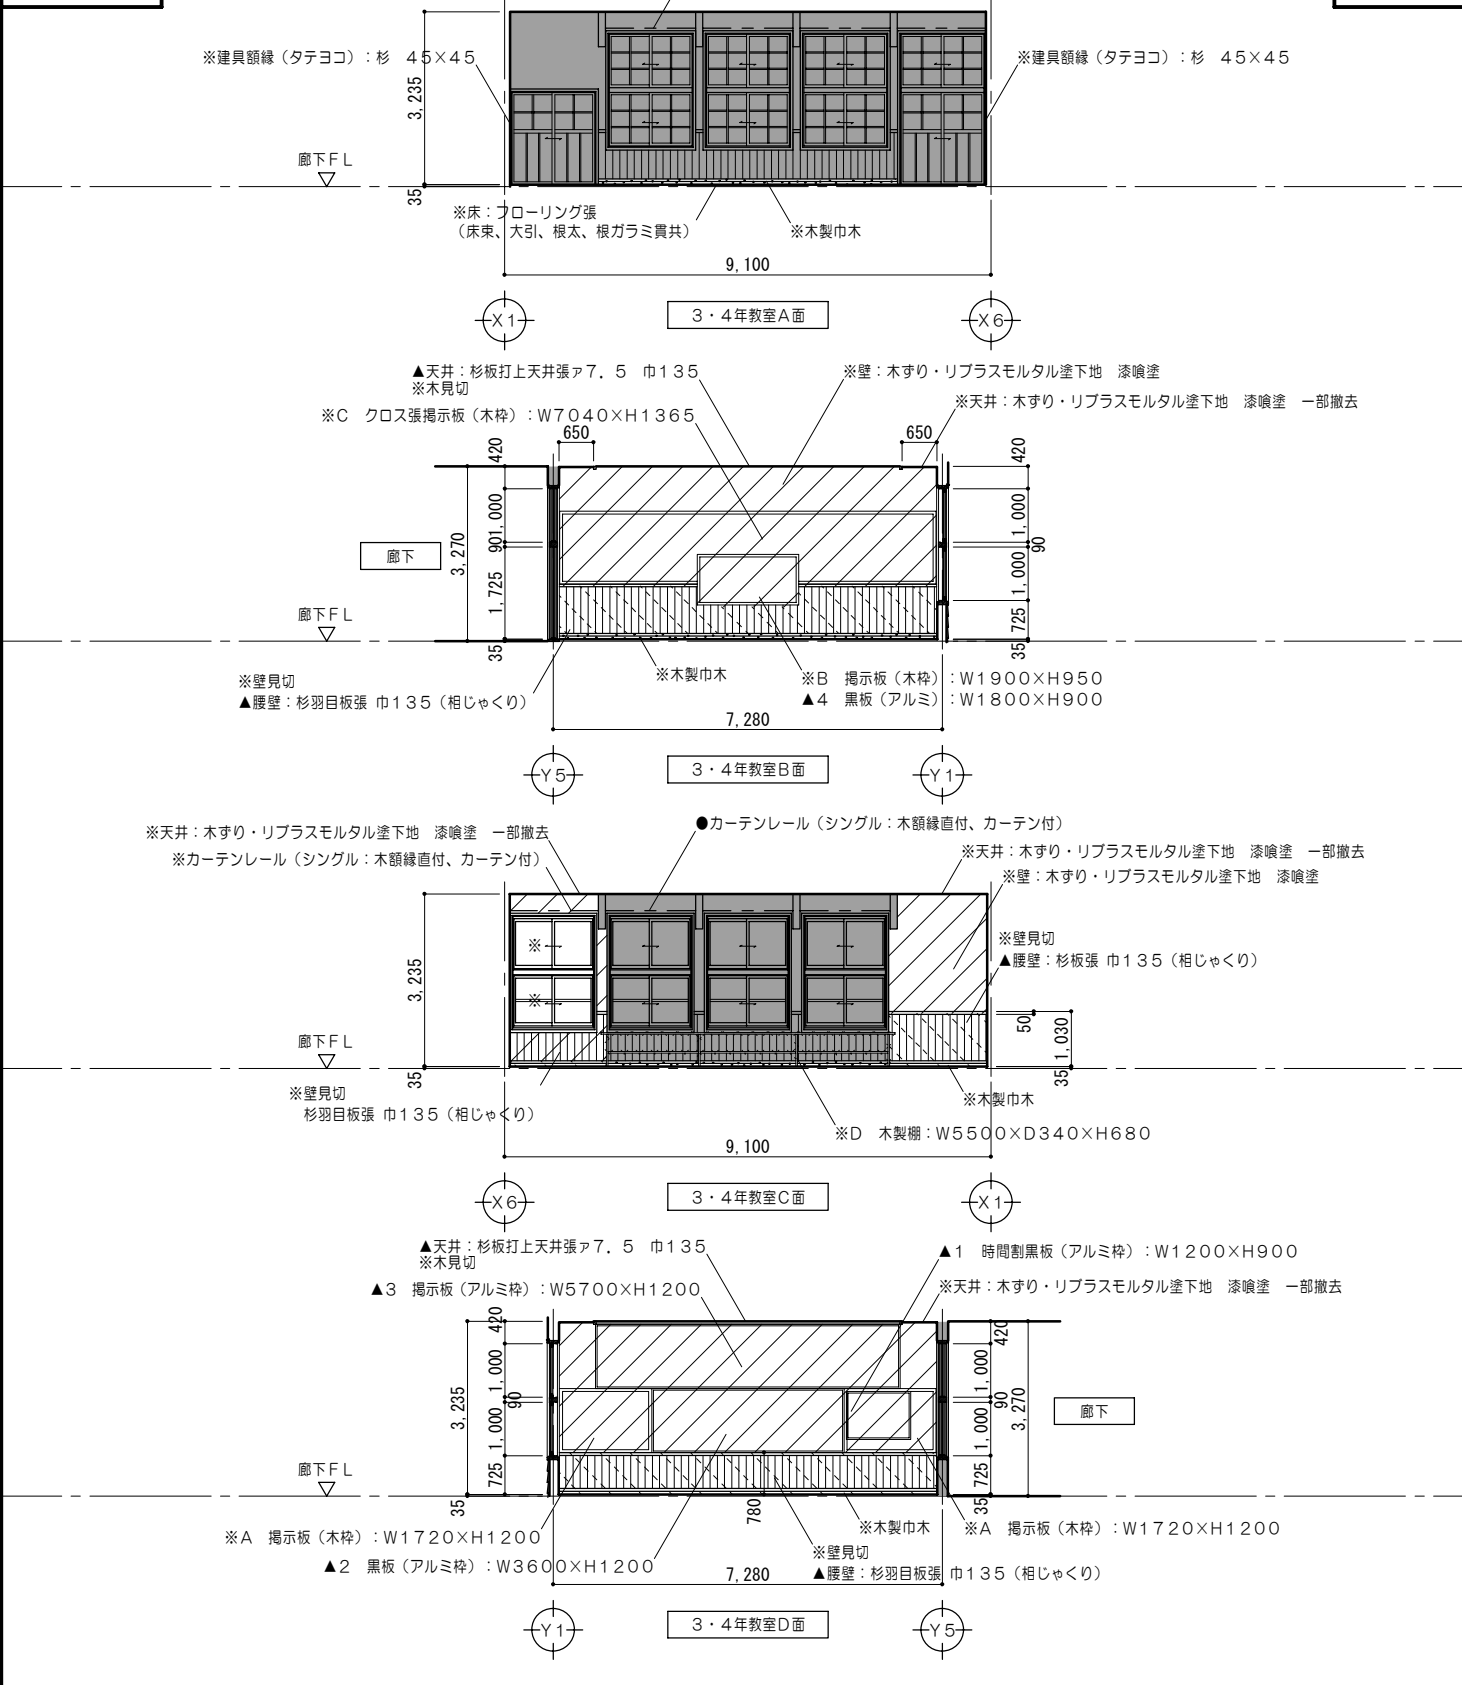 ※建具額縁（タテヨコ）：杉　４５×４５
※建具額縁（タテヨコ）：杉　４５×４５
3,235
廊下ＦＬ
35
※床：フローリング張
（床束、大引、根太、根ガラミ貫共）
※木製巾木
9,100
Ｘ１
３・４年教室Ａ面
Ｘ６
▲天井：杉板打上天井張ァ７．５　巾１３５
※木見切
※壁：木ずり・リブラスモルタル塗下地　漆喰塗
※Ｃ　クロス張掲示板（木枠）：Ｗ７０４０×Ｈ１３６５
※天井：木ずり・リブラスモルタル塗下地　漆喰塗　一部撤去
650
650
420
420
1,000
1,000
90
90
3,270
1,000
1,725
725
35
35
廊下
廊下ＦＬ
※木製巾木
※壁見切
▲腰壁：杉羽目板張 巾１３５（相じゃくり）
※Ｂ　掲示板（木枠）：Ｗ１９００×Ｈ９５０
▲４　黒板（アルミ）：Ｗ１８００×Ｈ９００
7,280
Ｙ５
３・４年教室Ｂ面
Ｙ１
※天井：木ずり・リブラスモルタル塗下地　漆喰塗　一部撤去
●カーテンレール（シングル：木額縁直付、カーテン付）
※カーテンレール（シングル：木額縁直付、カーテン付）
※天井：木ずり・リブラスモルタル塗下地　漆喰塗　一部撤去
※壁：木ずり・リブラスモルタル塗下地　漆喰塗
※
※
※壁見切
▲腰壁：杉板張 巾１３５（相じゃくり）
3,235
50
1,030
35
35
廊下ＦＬ
※壁見切
杉羽目板張 巾１３５（相じゃくり）
※木製巾木
※Ｄ　木製棚：Ｗ５５００×Ｄ３４０×Ｈ６８０
9,100
Ｘ６
３・４年教室Ｃ面
Ｘ１
▲天井：杉板打上天井張ァ７．５　巾１３５
※木見切
▲１　時間割黒板（アルミ枠）：Ｗ１２００×Ｈ９００
▲３　掲示板（アルミ枠）：Ｗ５７００×Ｈ１２００
※天井：木ずり・リブラスモルタル塗下地　漆喰塗　一部撤去
420
420
1,000
1,000
90
90
3,235
3,270
1,000
1,000
725
725
35
35
780
廊下
廊下ＦＬ
※Ａ　掲示板（木枠）：Ｗ１７２０×Ｈ１２００
※木製巾木
※Ａ　掲示板（木枠）：Ｗ１７２０×Ｈ１２００
▲２　黒板（アルミ枠）：Ｗ３６００×Ｈ１２００
※壁見切
▲腰壁：杉羽目板張 巾１３５（相じゃくり）
7,280
Ｙ１
３・４年教室Ｄ面
Ｙ５